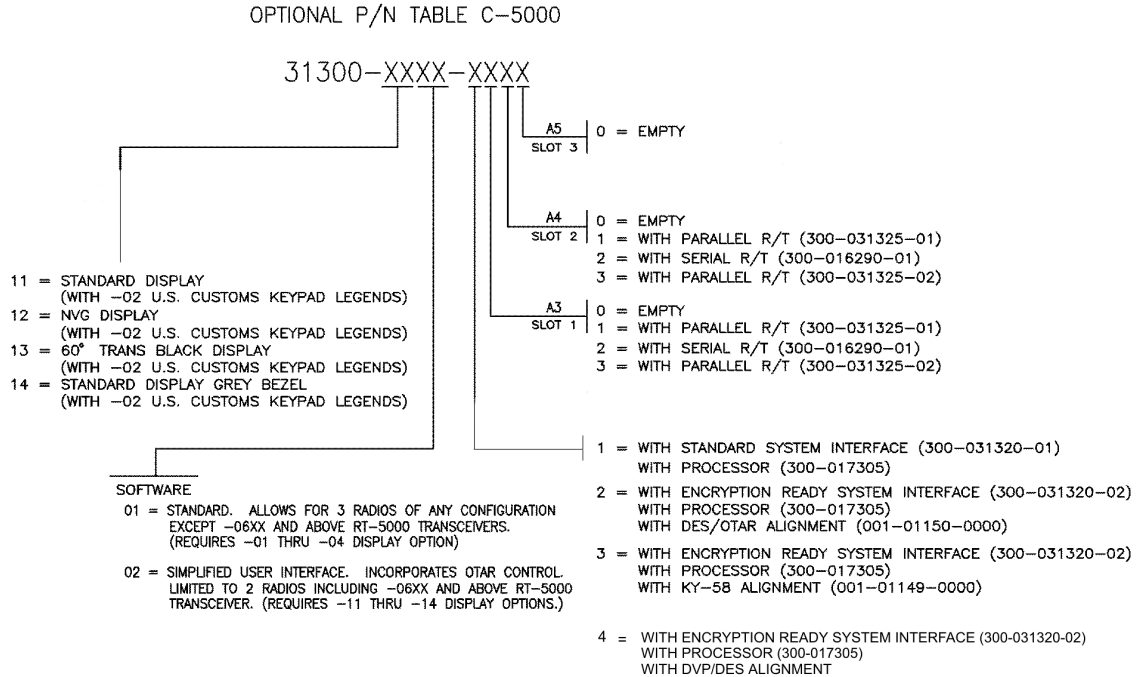 OPTIONAL P/N TABLE C-5000
31300-XXXX-XXXX
A5
SLOT 3
0 = EMPTY
A4
SLOT 2
0 = EMPTY
1 = WITH PARALLEL R/T (300-031325-01)
2 = WITH SERIAL R/T (300-016290-01)
3 = WITH PARALLEL R/T (300-031325-02)
A3
SLOT 1
0 = EMPTY
1 = WITH PARALLEL R/T (300-031325-01)
2 = WITH SERIAL R/T (300-016290-01)
3 = WITH PARALLEL R/T (300-031325-02)
11 = STANDARD DISPLAY
(WITH -02 U.S. CUSTOMS KEYPAD LEGENDS)
12 = NVG DISPLAY
(WITH -02 U.S. CUSTOMS KEYPAD LEGENDS)
13 = 60° TRANS BLACK DISPLAY
(WITH -02 U.S. CUSTOMS KEYPAD LEGENDS)
14 = STANDARD DISPLAY GREY BEZEL
(WITH -02 U.S. CUSTOMS KEYPAD LEGENDS)
SOFTWARE
01 = STANDARD. ALLOWS FOR 3 RADIOS OF ANY CONFIGURATION
EXCEPT -06XX AND ABOVE RT-5000 TRANSCEIVERS.
(REQUIRES -01 THRU -04 DISPLAY OPTION)
02 = SIMPLIFIED USER INTERFACE. INCORPORATES OTAR CONTROL.
LIMITED TO 2 RADIOS INCLUDING -06XX AND ABOVE RT-5000
TRANSCEIVER. (REQUIRES -11 THRU -14 DISPLAY OPTIONS.)
1 = WITH STANDARD SYSTEM INTERFACE (300-031320-01)
WITH PROCESSOR (300-017305)
2 = WITH ENCRYPTION READY SYSTEM INTERFACE (300-031320-02)
WITH PROCESSOR (300-017305)
WITH DES/OTAR ALIGNMENT (001-01150-0000)
3 = WITH ENCRYPTION READY SYSTEM INTERFACE (300-031320-02)
WITH PROCESSOR (300-017305)
WITH KY-58 ALIGNMENT (001-01149-0000)
4 = WITH ENCRYPTION READY SYSTEM INTERFACE (300-031320-02)
WITH PROCESSOR (300-017305)
WITH DVP/DES ALIGNMENT